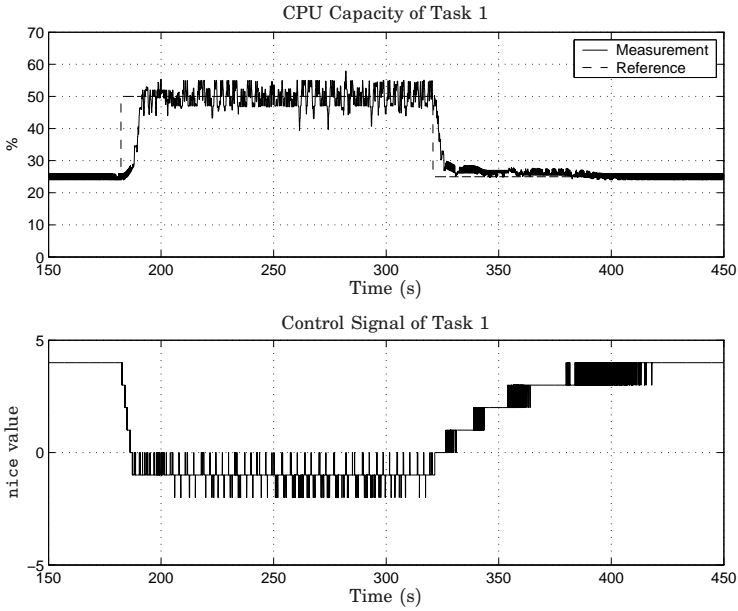 CPU Capacity of Task 1
70
60
50
40
30
20
10
0
%
Measurement
Reference
150 200 250 300 350 400 450
Time (s)
Control Signal of Task 1
5
0
−5
nice value
150 200 250 300 350 400 450
Time (s)